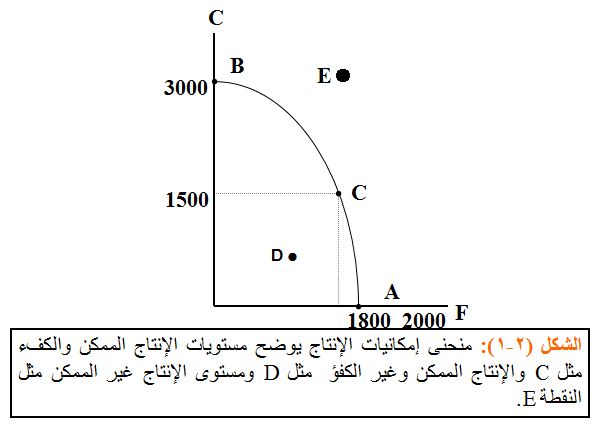 C
B
E
3000
C
1500
D
A
F
1800 2000
الشكل (٢-١): منحنى إمكانيات الإنتاج يوضح مستويات الإنتاج الممكن والكفء
مثل C والإنتاج الممكن وغير الكفؤ مثل D ومستوى الإنتاج غير الممكن مثل
النقطة E.